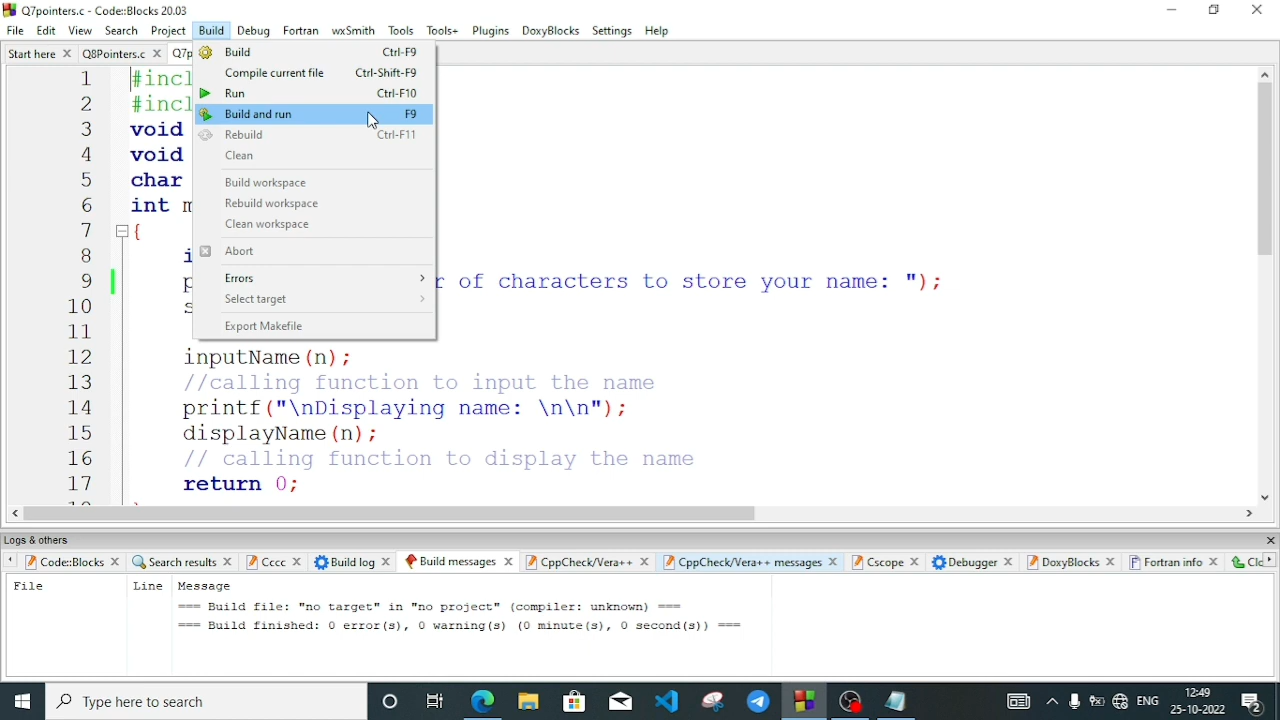 Q7pointers.c - Code::Blocks 20.03
File Edit View Search Project Build Debug Fortran wxSmith Tools Tools+ Plugins DoxyBlocks Settings Help
Start here Q8Pointers.c Q7p
Build Ctrl-F9
Compile current file Ctrl-Shift-F9
Run Ctrl-F10
Build and run F9
Rebuild Ctrl-F11
Clean
Build workspace
Rebuild workspace
Clean workspace
Abort
Errors
Select target
Export Makefile
1 #incl
2 #incl
3 void
4 void
5 char
6 int m
7 {
8 i
9 p r of characters to store your name: ");
10 s
11
12 inputName(n);
13 //calling function to input the name
14 printf("\nDisplaying name: \n\n");
15 displayName(n);
16 // calling function to display the name
17 return 0;
Logs & others
Code::Blocks Search results Cccc Build log Build messages CppCheck/Vera++ CppCheck/Vera++ messages Cscope Debugger DoxyBlocks Fortran info Clo
File Line Message
=== Build file: "no target" in "no project" (compiler: unknown) ===
=== Build finished: 0 error(s), 0 warning(s) (0 minute(s), 0 second(s)) ===
Type here to search
ENG
12:49
25-10-2022
2